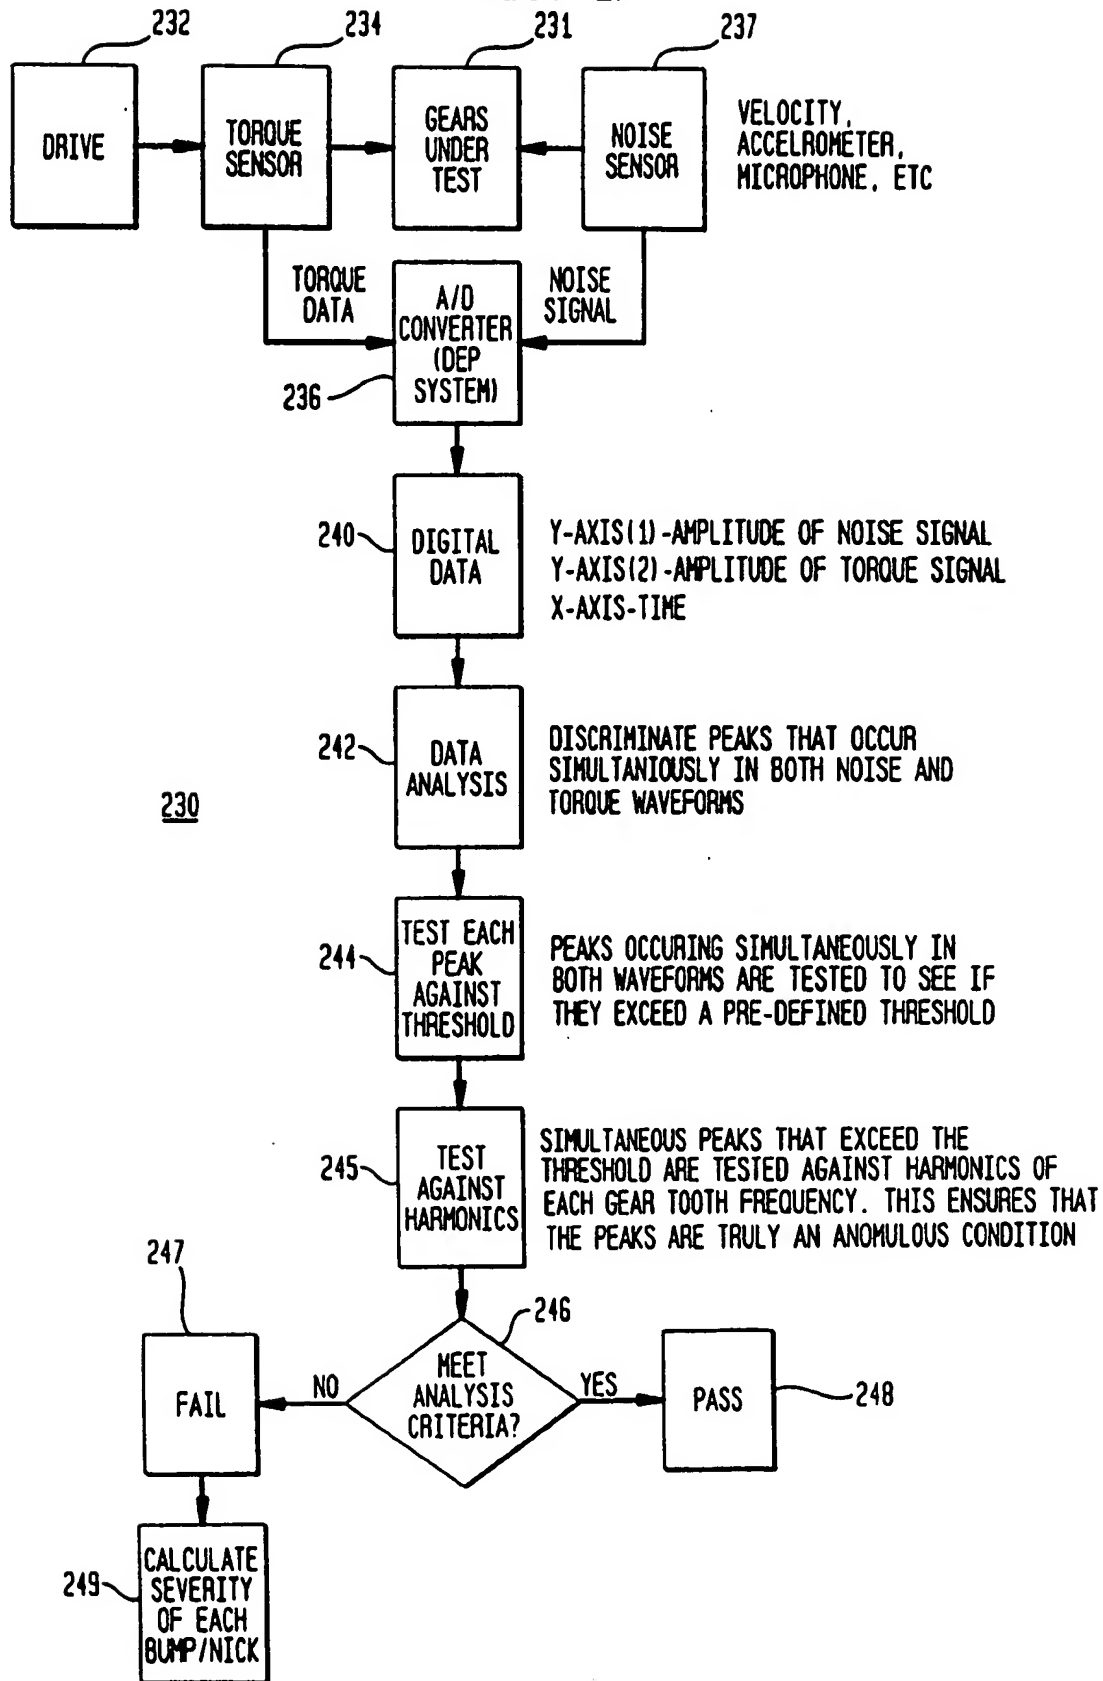 232
234
231
237
DRIVE
TORQUE
SENSOR
GEARS
UNDER
TEST
NOISE
SENSOR
VELOCITY,
ACCELROMETER,
MICROPHONE, ETC
TORQUE
DATA
A/D
CONVERTER
(DEP
SYSTEM)
NOISE
SIGNAL
236
240
DIGITAL
DATA
Y-AXIS(1)-AMPLITUDE OF NOISE SIGNAL
Y-AXIS(2)-AMPLITUDE OF TORQUE SIGNAL
X-AXIS-TIME
242
DATA
ANALYSIS
DISCRIMINATE PEAKS THAT OCCUR
SIMULTANIOUSLY IN BOTH NOISE AND
TORQUE WAVEFORMS
230
244
TEST EACH
PEAK
AGAINST
THRESHOLD
PEAKS OCCURING SIMULTANEOUSLY IN
BOTH WAVEFORMS ARE TESTED TO SEE IF
THEY EXCEED A PRE-DEFINED THRESHOLD
245
TEST
AGAINST
HARMONICS
SIMULTANEOUS PEAKS THAT EXCEED THE
THRESHOLD ARE TESTED AGAINST HARMONICS OF
EACH GEAR TOOTH FREQUENCY. THIS ENSURES THAT
THE PEAKS ARE TRULY AN ANOMULOUS CONDITION
247
246
FAIL
NO
MEET
ANALYSIS
CRITERIA?
YES
PASS
248
249
CALCULATE
SEVERITY
OF EACH
BUMP/NICK